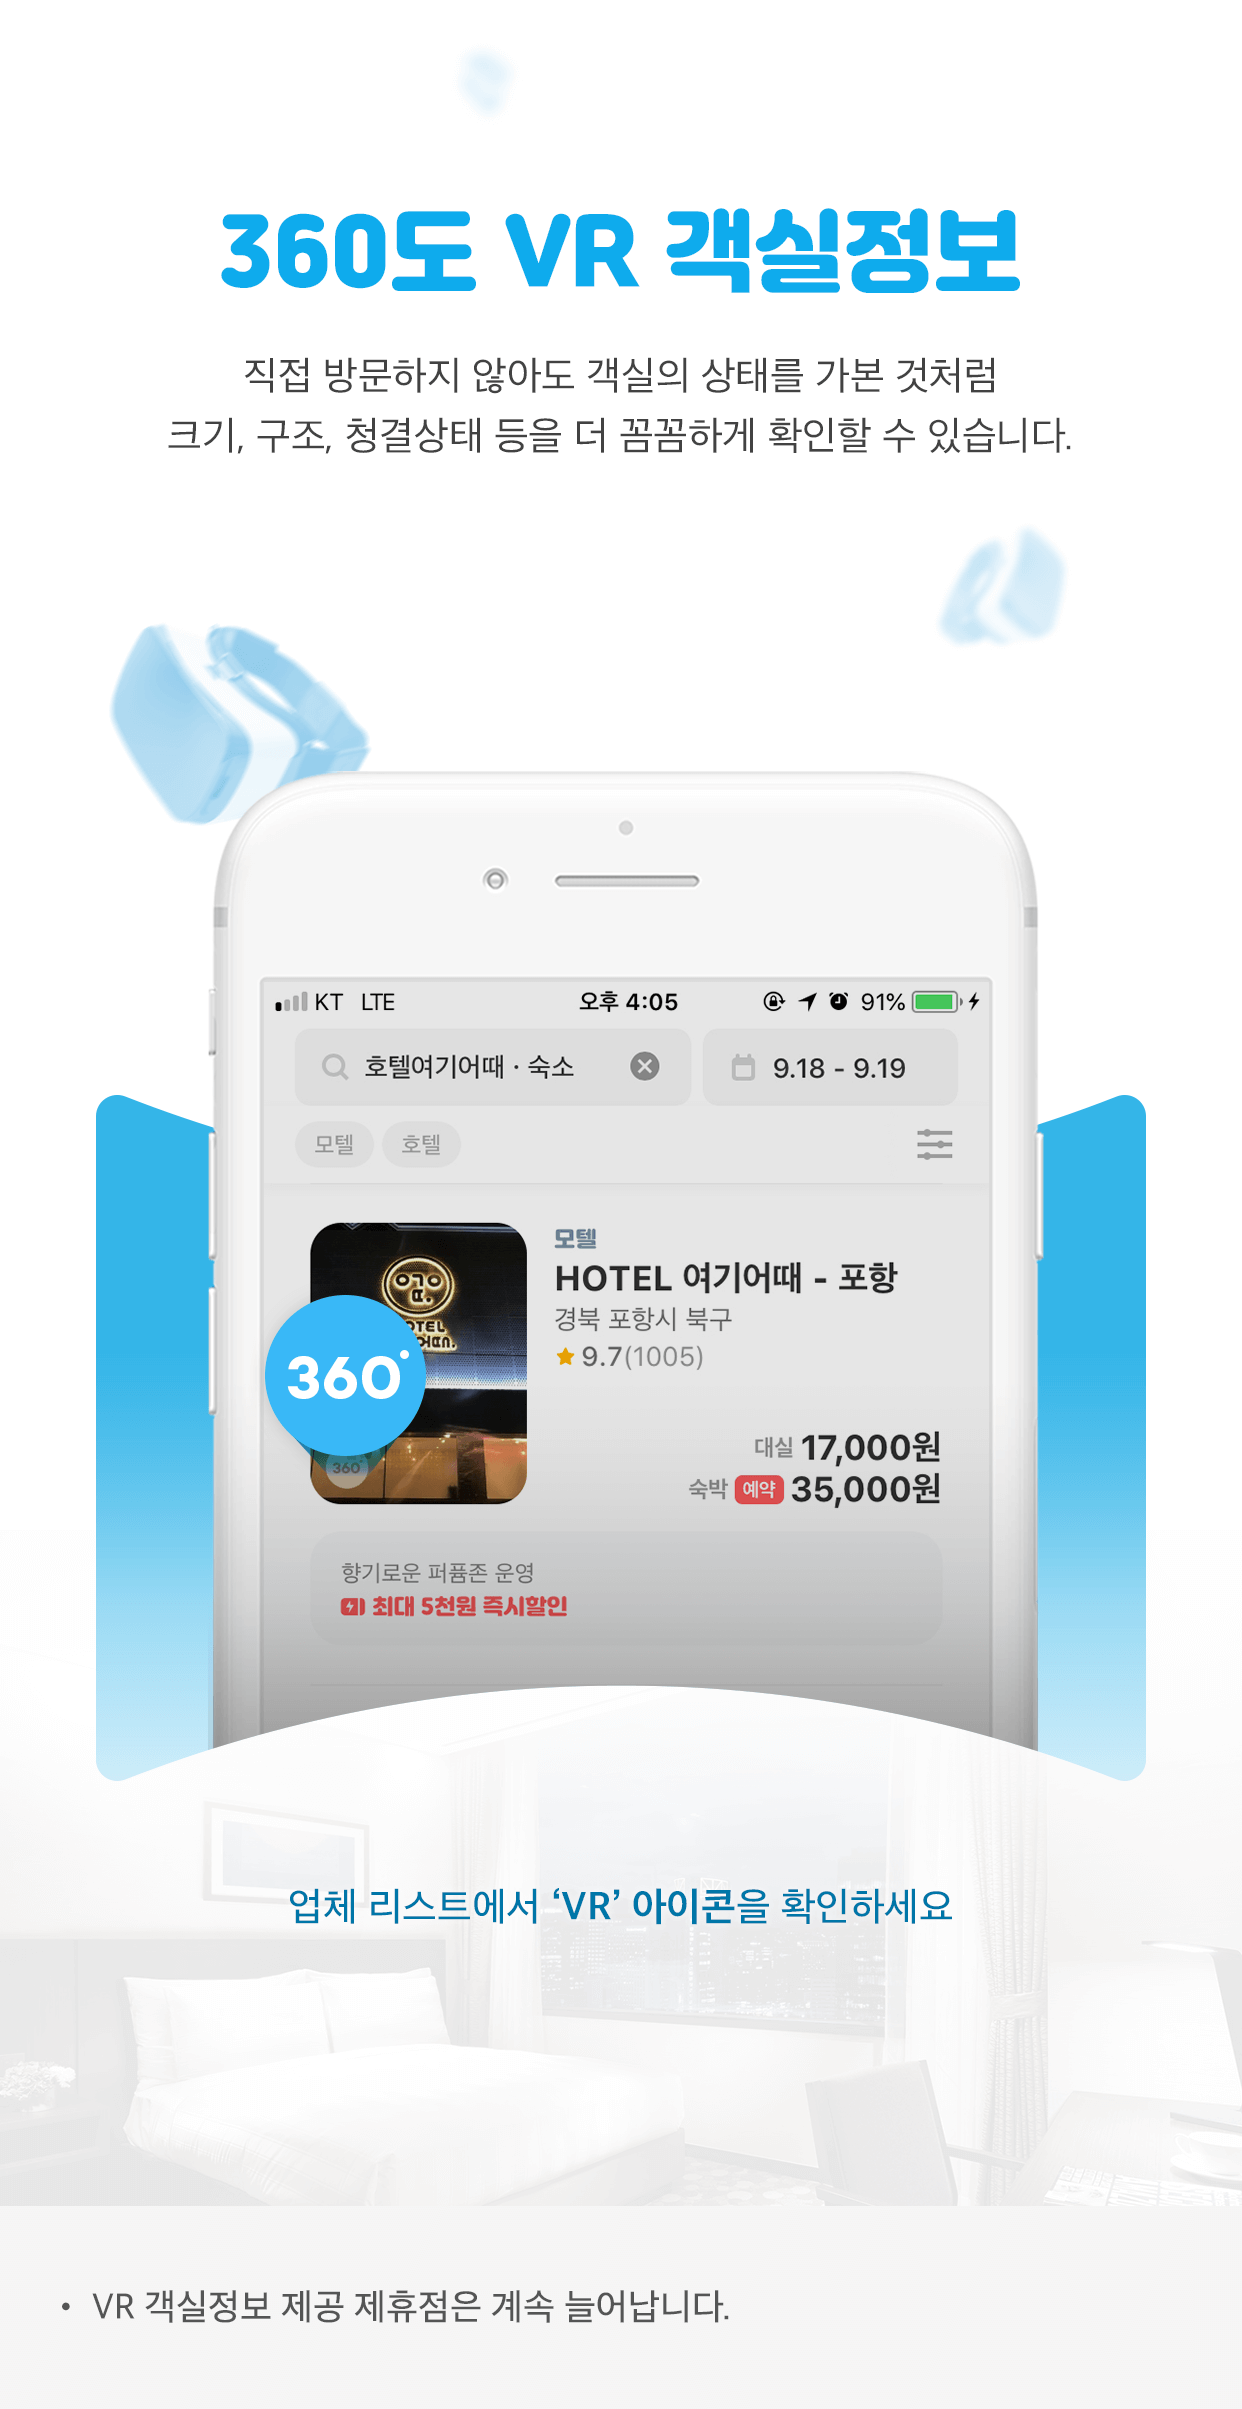 360도 VR 객실정보
직접 방문하지 않아도 객실의 상태를 가본 것처럼
크기, 구조, 청결상태 등을 더 꼼꼼하게 확인할 수 있습니다.
KT LTE 오후 4:05 91%
호텔여기어때 · 숙소 9.18 - 9.19
모텔 호텔
모텔
HOTEL 여기어때 - 포항
경북 포항시 북구
9.7(1005)
360°
360°
대실 17,000원
숙박 예약 35,000원
향기로운 퍼퓸존 운영
최대 5천원 즉시할인
업체 리스트에서 ‘VR’ 아이콘을 확인하세요
• VR 객실정보 제공 제휴점은 계속 늘어납니다.